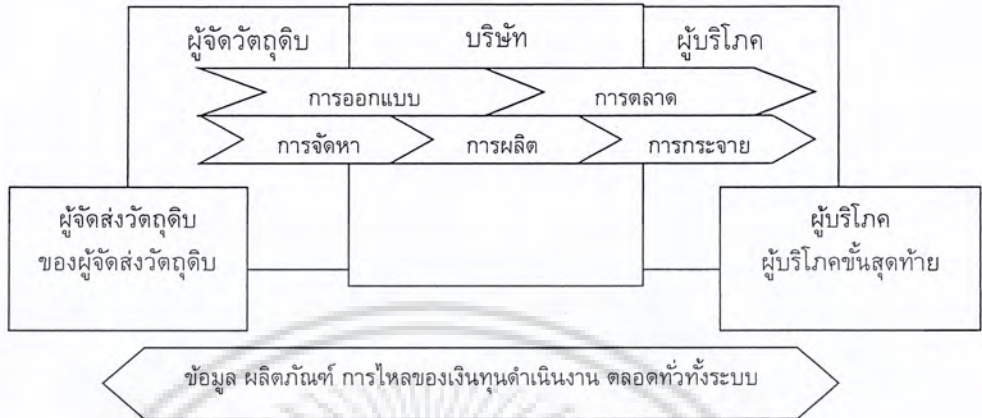 ผู้จัดวัตถุดิบ
บริษัท
ผู้บริโภค
การออกแบบ
การตลาด
การจัดหา
การผลิต
การกระจาย
ผู้จัดส่งวัตถุดิบ
ของผู้จัดส่งวัตถุดิบ
ผู้บริโภค
ผู้บริโภคขั้นสุดท้าย
ข้อมูล ผลิตภัณฑ์ การไหลของเงินทุนดำเนินงาน ตลอดทั่วทั้งระบบ